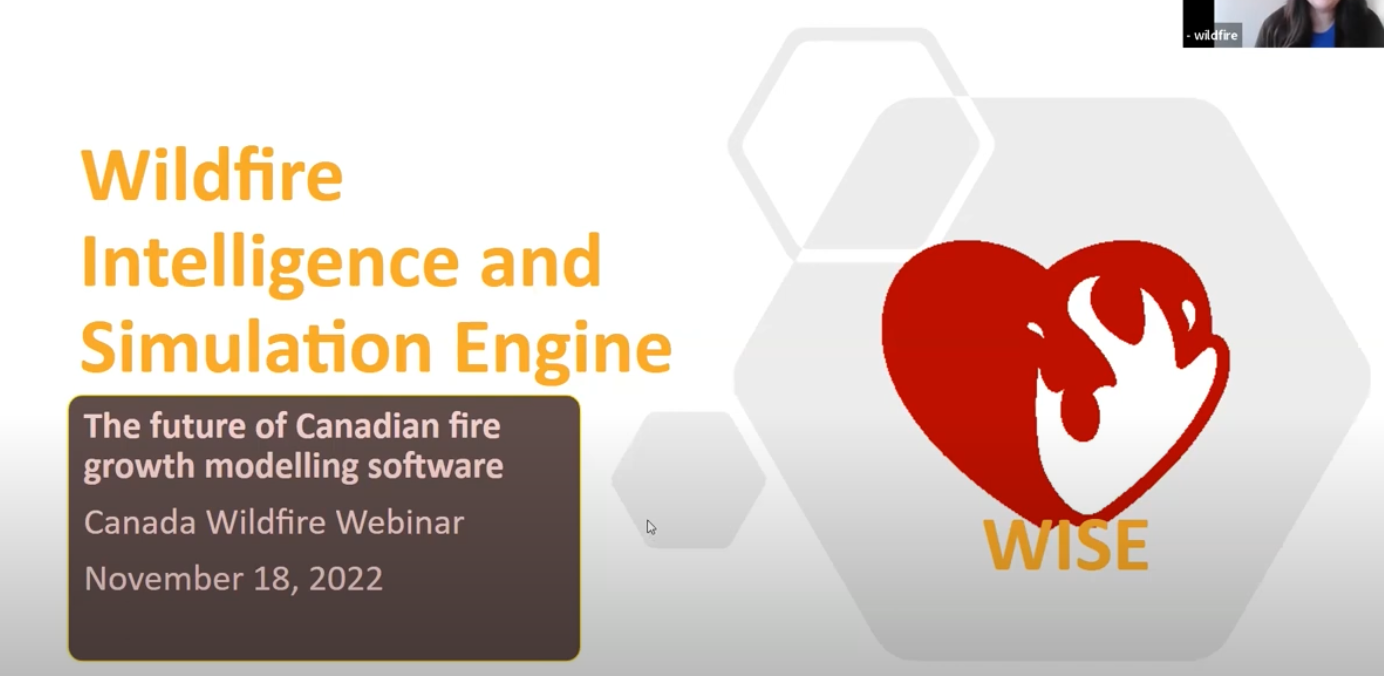 - wildfire
Wildfire
Intelligence and
Simulation Engine
The future of Canadian fire
growth modelling software
Canada Wildfire Webinar
November 18, 2022
WISE